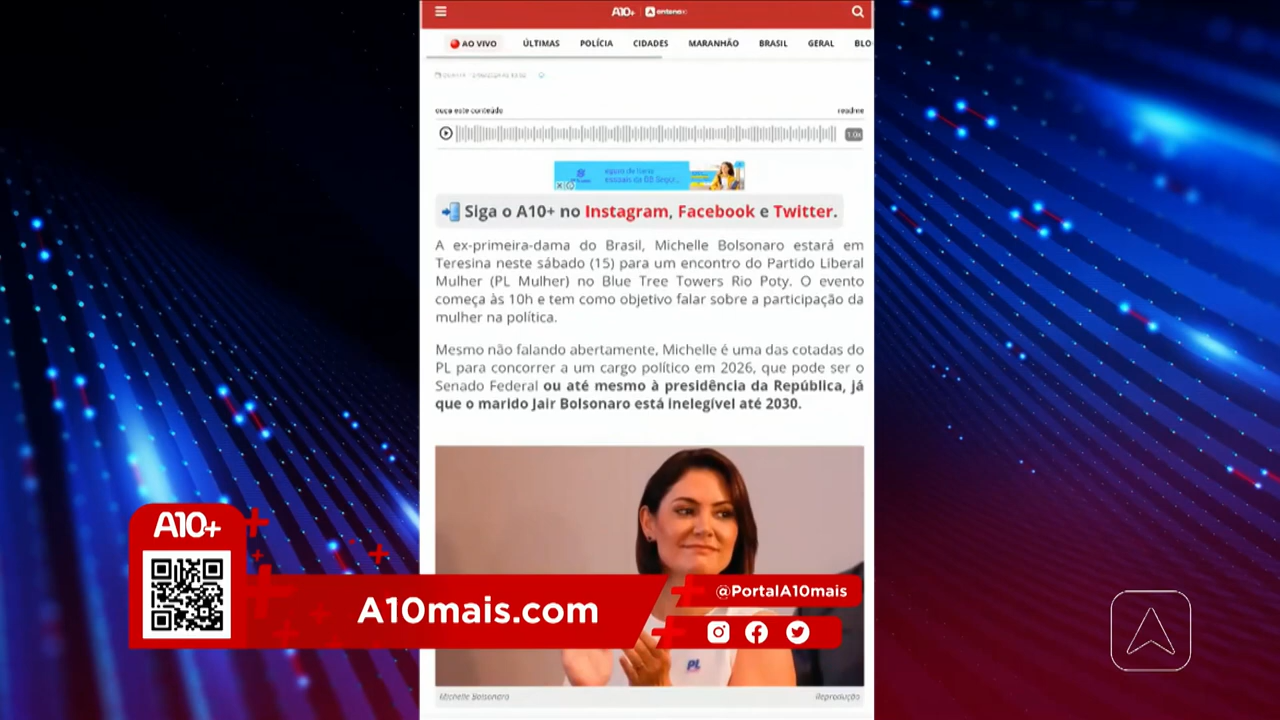 A10+
antena10
AO VIVO ÚLTIMAS POLÍCIA CIDADES MARANHÃO BRASIL GERAL BLO
ouça este conteúdo readme
1.0x
Siga o A10+ no Instagram, Facebook e Twitter.
A ex-primeira-dama do Brasil, Michelle Bolsonaro estará em
Teresina neste sábado (15) para um encontro do Partido Liberal
Mulher (PL Mulher) no Blue Tree Towers Rio Poty. O evento
começa às 10h e tem como objetivo falar sobre a participação da
mulher na política.
Mesmo não falando abertamente, Michelle é uma das cotadas do
PL para concorrer a um cargo político em 2026, que pode ser o
Senado Federal ou até mesmo à presidência da República, já
que o marido Jair Bolsonaro está inelegível até 2030.
PL
Michelle Bolsonaro Reprodução
A10+
A10mais.com
@PortalA10mais